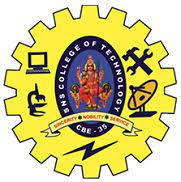 SNS COLLEGE OF TECHNOLOGY
SINCERITY • NOBILITY • SERVICE
CBE - 35